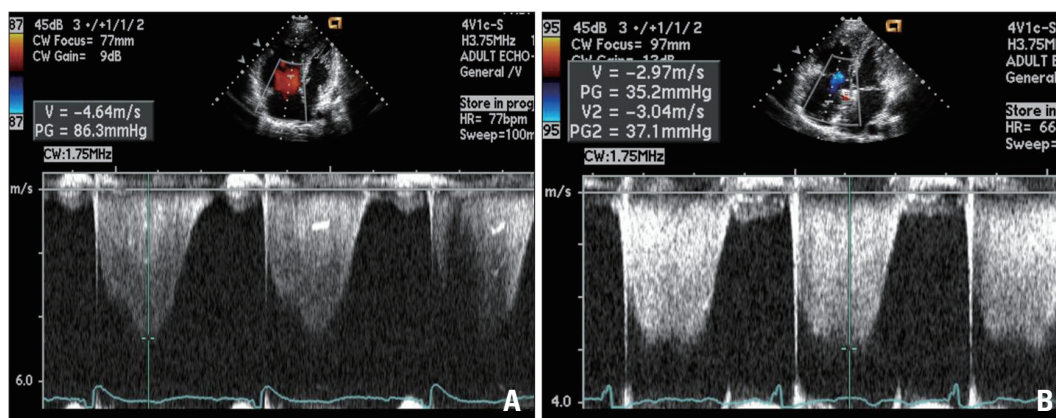 87
45dB 3 •/+1/1/2
CW Focus= 77mm
CW Gain= 9dB
V = -4.64m/s
PG = 86.3mmHg
87
4V1c-S
H3.75MHz
ADULT ECHO-
General /V
Store in prog
HR= 77bpm
Sweep=100m
CW:1.75MHz
m/s
6.0
A
95
45dB 3 •/+1/1/2
CW Focus= 97mm
V = -2.97m/s
PG = 35.2mmHg
V2 = -3.04m/s
PG2 = 37.1mmHg
95
4V1c-S
H3.75M
ADULT E
General
Store in
HR= 66
Sweep=
CW:1.75MHz
m/s
4.0
B